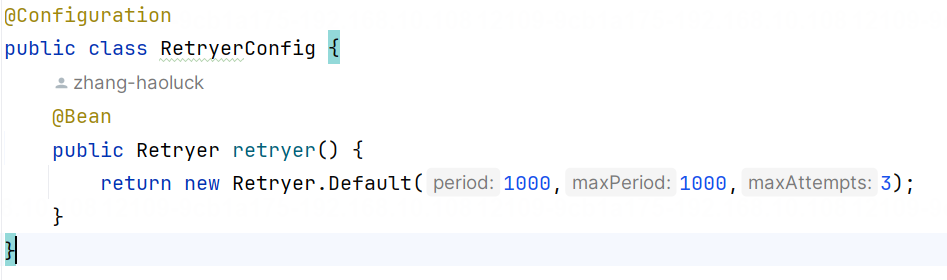 @Configuration
public class RetryerConfig {
zhang-haoluck
@Bean
public Retryer retryer() {
return new Retryer.Default( period: 1000, maxPeriod: 1000, maxAttempts: 3);
}
}